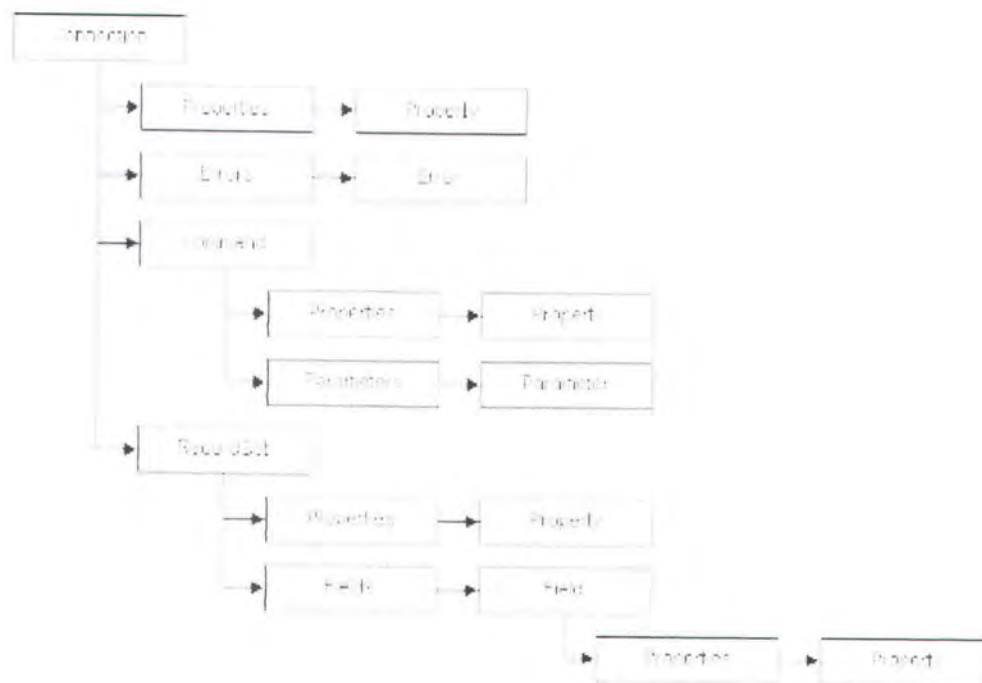 Connection
Properties Property
Errors Error
Command
Properties Property
Parameters Parameter
RecordSet
Properties Property
Fields Field
Properties Property